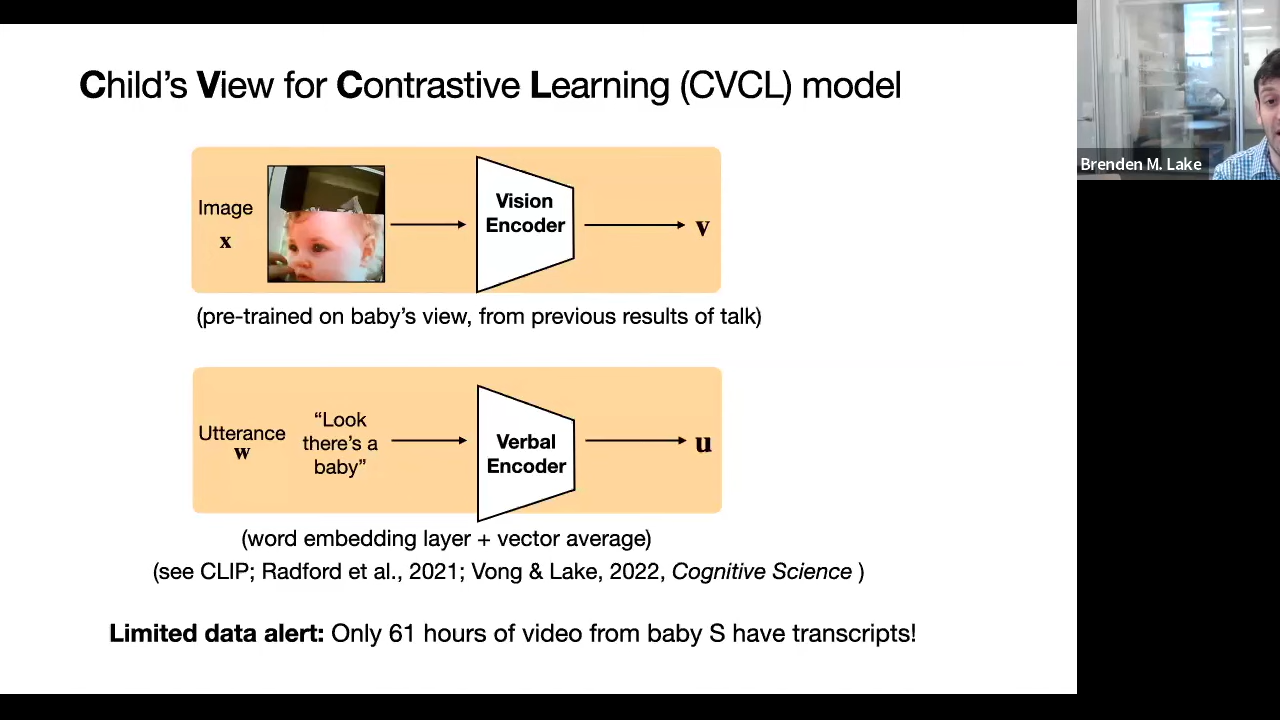 Child's View for Contrastive Learning (CVCL) model
Brenden M. Lake
Image
x
Vision
Encoder
v
(pre-trained on baby's view, from previous results of talk)
Utterance
w
“Look
there's a
baby”
Verbal
Encoder
u
(word embedding layer + vector average)
(see CLIP; Radford et al., 2021; Vong & Lake, 2022, Cognitive Science )
Limited data alert: Only 61 hours of video from baby S have transcripts!